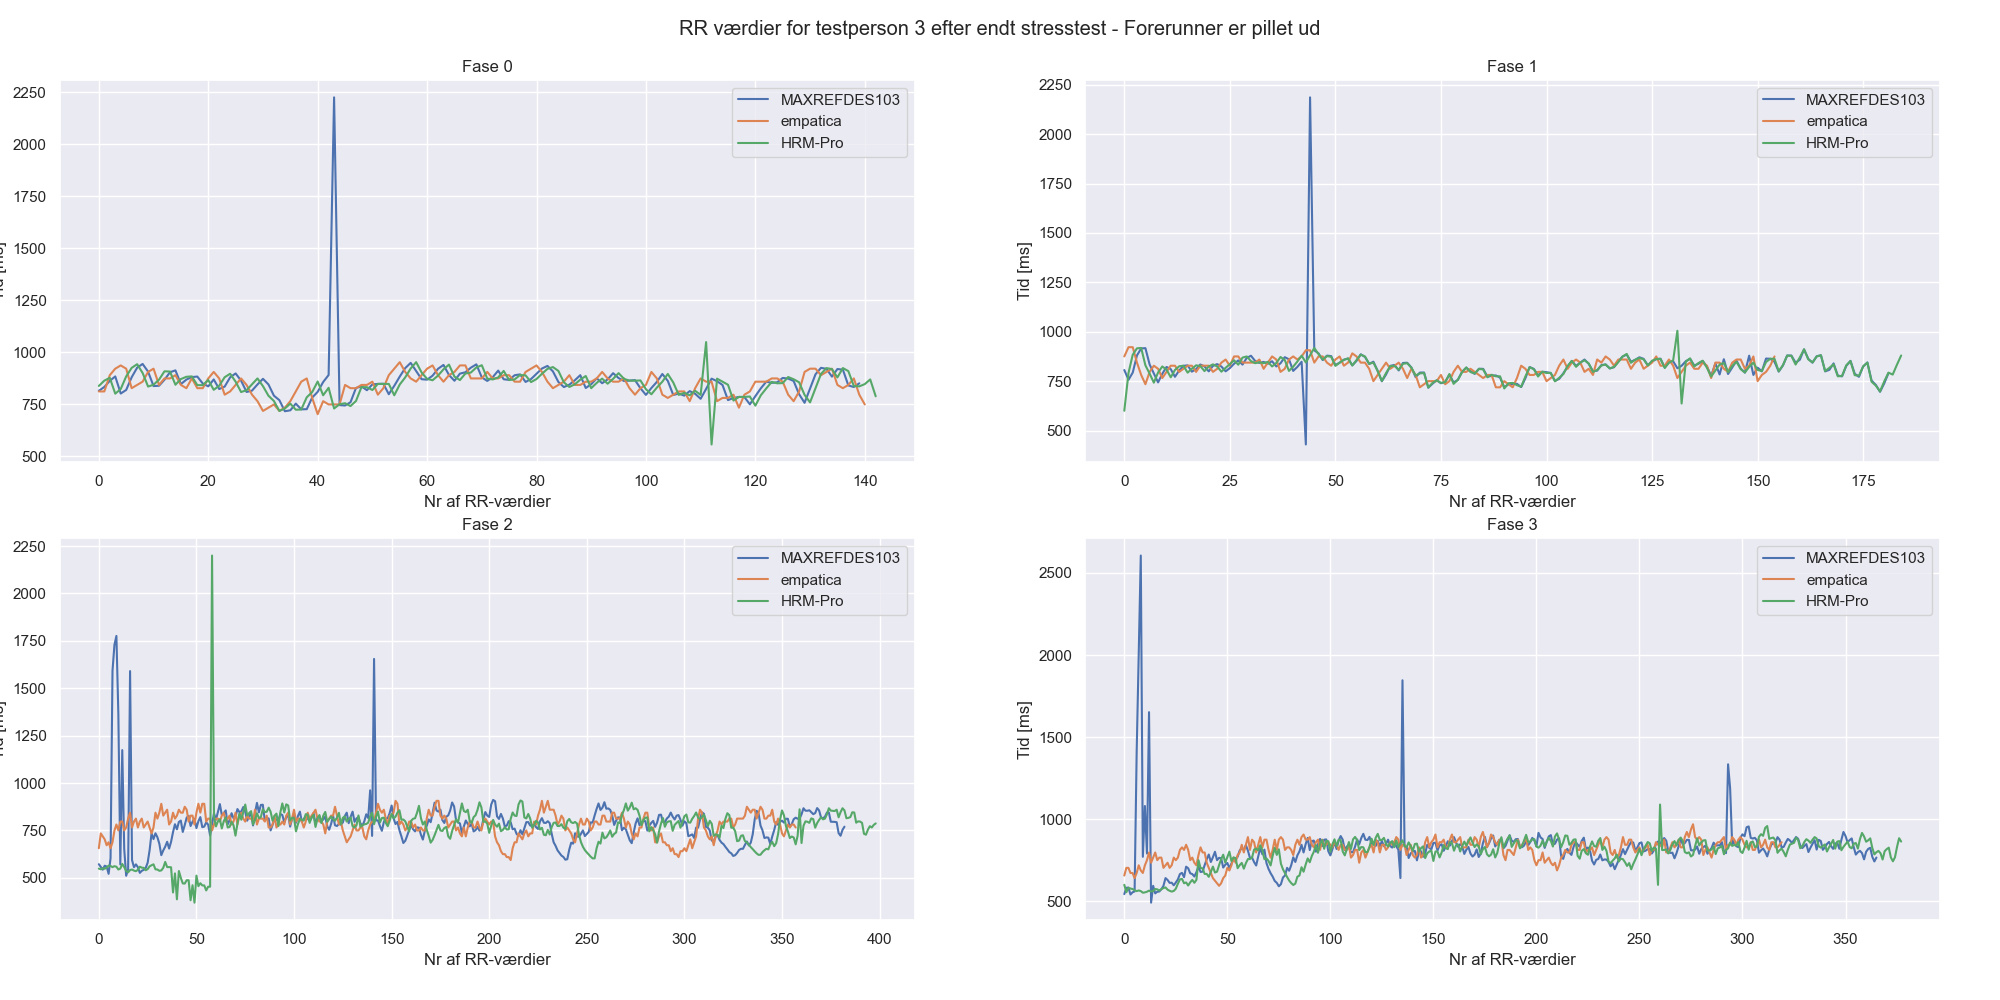 RR værdier for testperson 3 efter endt stresstest - Forerunner er pillet ud
Fase 0
2250
2000
1750
1500
1250
1000
750
500
0 20 40 60 80 100 120 140
Nr af RR-værdier
MAXREFDES103
empatica
HRM-Pro
Fase 1
Tid [ms]
2250
2000
1750
1500
1250
1000
750
500
0 25 50 75 100 125 150 175
Nr af RR-værdier
MAXREFDES103
empatica
HRM-Pro
Fase 2
2250
2000
1750
1500
1250
1000
750
500
0 50 100 150 200 250 300 350 400
Nr af RR-værdier
MAXREFDES103
empatica
HRM-Pro
Fase 3
Tid [ms]
2500
2000
1500
1000
500
0 50 100 150 200 250 300 350
Nr af RR-værdier
MAXREFDES103
empatica
HRM-Pro